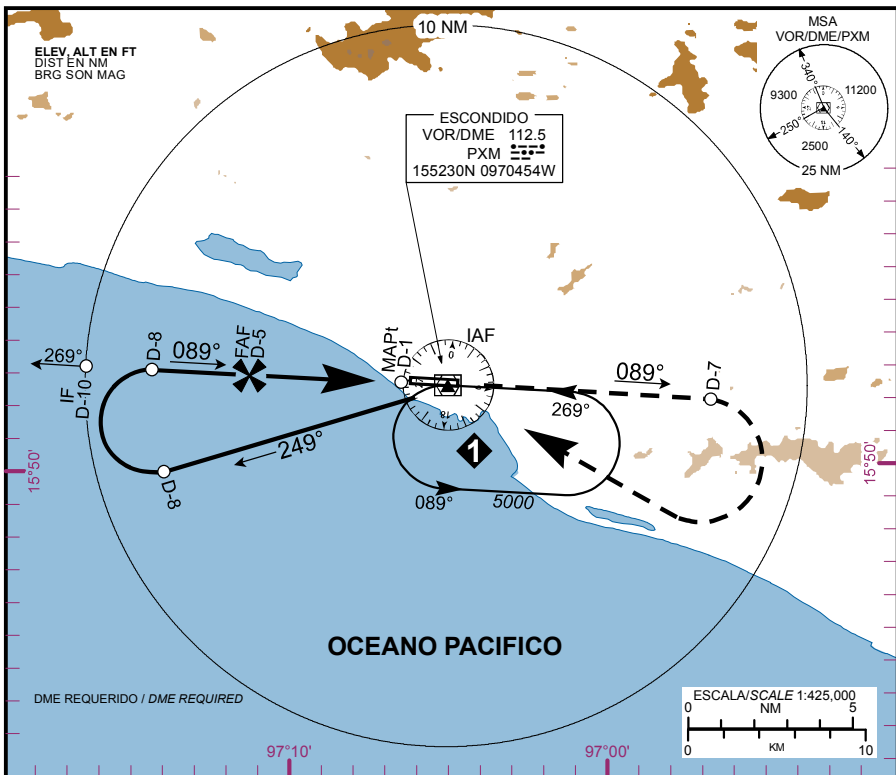 10 NM
ELEV, ALT EN FT
DIST EN NM
BRG SON MAG
MSA
VOR/DME/PXM
340°
9300
11200
250°
140°
2500
25 NM
ESCONDIDO
VOR/DME 112.5
PXM
155230N 0970454W
IAF
MAPt
D-1
FAF
D-5
D-8
089°
269°
IF
D-10
089°
D-7
269°
249°
D-8
1
089°
5000
0
18
15°50'
15°50'
OCEANO PACIFICO
DME REQUERIDO / DME REQUIRED
ESCALA/SCALE 1:425,000
0 NM 5
0 KM 10
97°10'
97°00'